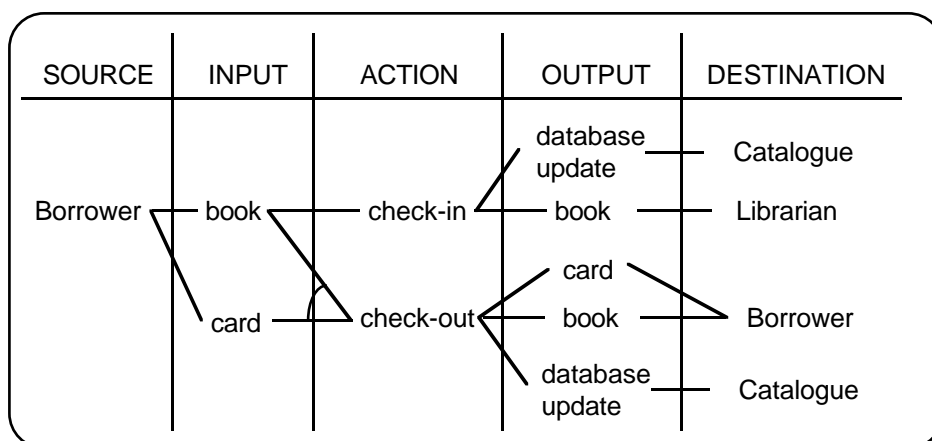 SOURCE INPUT ACTION OUTPUT DESTINATION
database
update Catalogue
Borrower book check-in book Librarian
card
card check-out book Borrower
database
update Catalogue